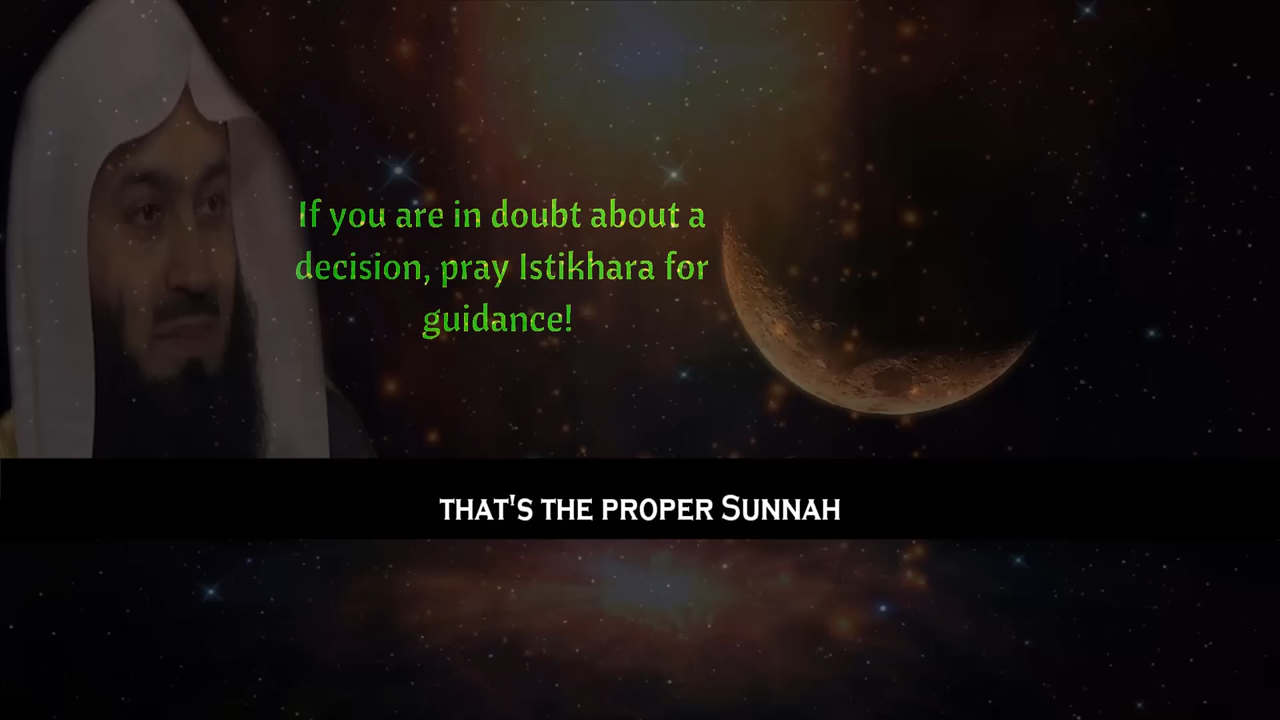 If you are in doubt about a
decision, pray Istikhara for
guidance!
THAT'S THE PROPER SUNNAH